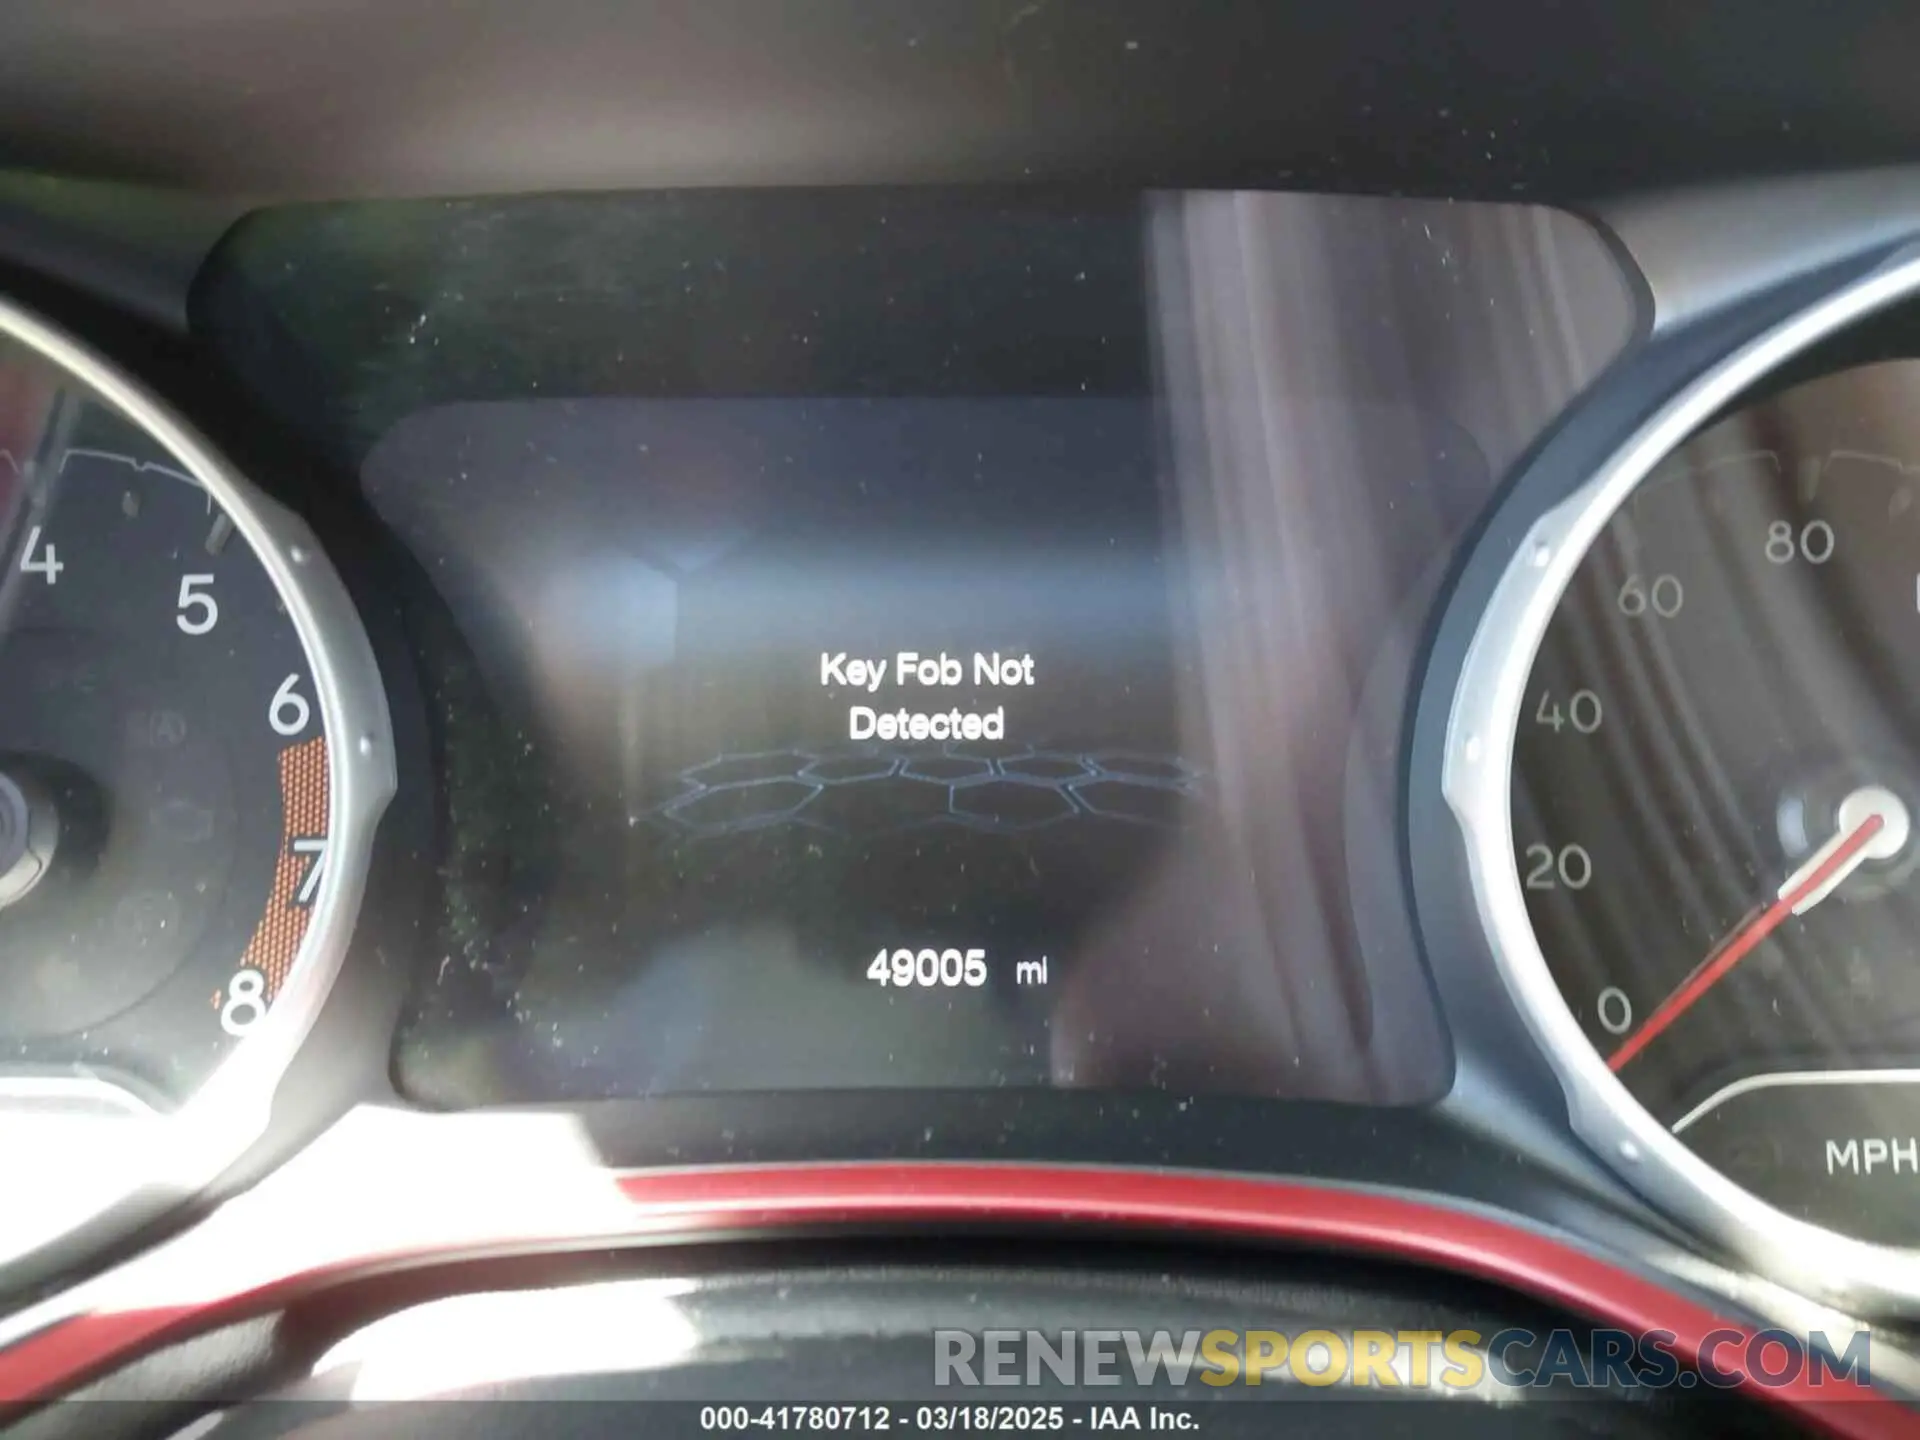 4
5
6
7
8
Key Fob Not
Detected
49005 mi
80
60
40
20
0
MPH
RENEWSPORTSCARS.COM
000-41780712 - 03/18/2025 - IAA Inc.